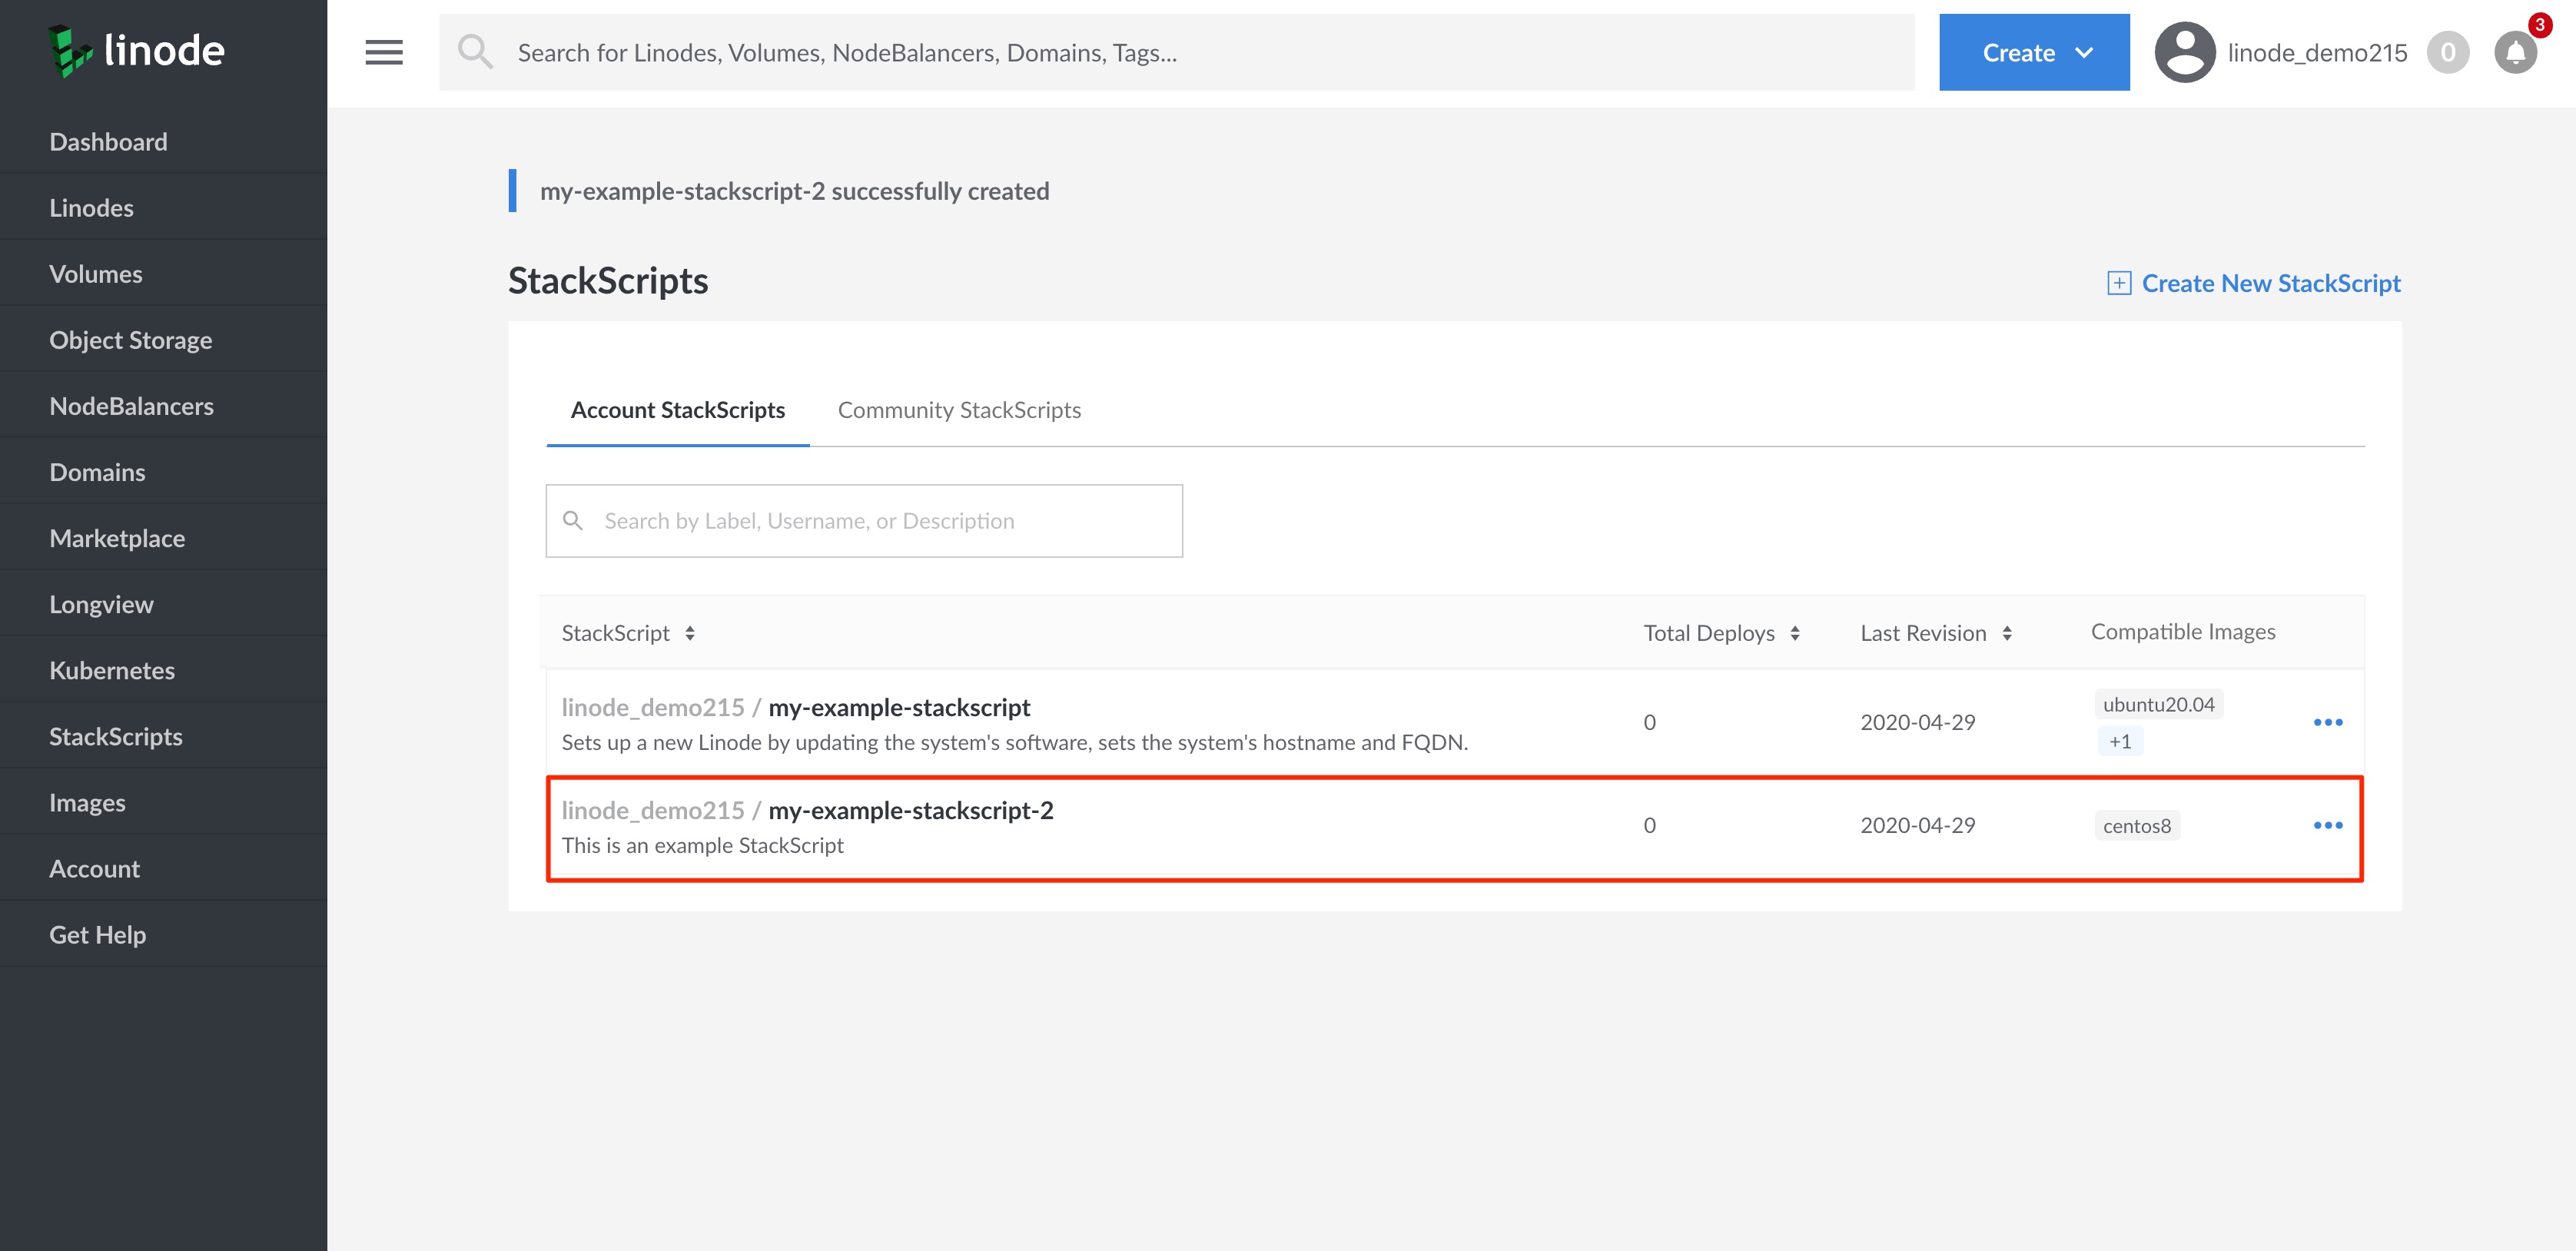 linode
Search for Linodes, Volumes, NodeBalancers, Domains, Tags...
Create
linode_demo215
0
3
Dashboard
Linodes
Volumes
Object Storage
NodeBalancers
Domains
Marketplace
Longview
Kubernetes
StackScripts
Images
Account
Get Help
my-example-stackscript-2 successfully created
StackScripts
Create New StackScript
Account StackScripts
Community StackScripts
Search by Label, Username, or Description
StackScript
Total Deploys
Last Revision
Compatible Images
linode_demo215 / my-example-stackscript
Sets up a new Linode by updating the system's software, sets the system's hostname and FQDN.
0
2020-04-29
ubuntu20.04
+1
linode_demo215 / my-example-stackscript-2
This is an example StackScript
0
2020-04-29
centos8